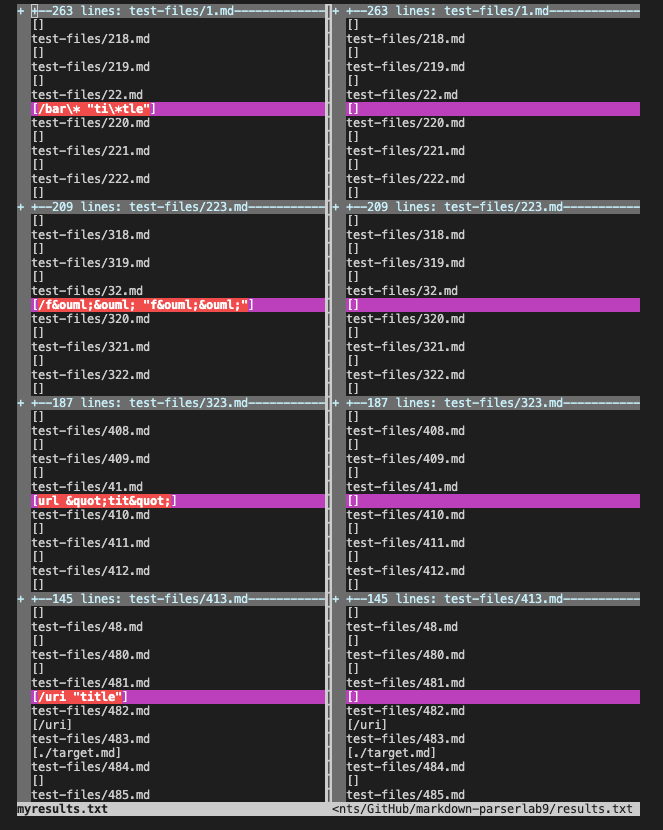 + +--263 lines: test-files/1.md
[]
test-files/218.md
[]
test-files/219.md
[]
test-files/22.md
[/bar\* "ti\*tle"]
test-files/220.md
[]
test-files/221.md
[]
test-files/222.md
[]
+ +--209 lines: test-files/223.md
[]
test-files/318.md
[]
test-files/319.md
[]
test-files/32.md
[/f&ouml;&ouml; "f&ouml;&ouml;"]
test-files/320.md
[]
test-files/321.md
[]
test-files/322.md
[]
+ +--187 lines: test-files/323.md
[]
test-files/408.md
[]
test-files/409.md
[]
test-files/41.md
[url &quot;tit&quot;]
test-files/410.md
[]
test-files/411.md
[]
test-files/412.md
[]
+ +--145 lines: test-files/413.md
[]
test-files/48.md
[]
test-files/480.md
[]
test-files/481.md
[/uri "title"]
test-files/482.md
[/uri]
test-files/483.md
[./target.md]
test-files/484.md
[]
test-files/485.md
myresults.txt
+ +--263 lines: test-files/1.md
[]
test-files/218.md
[]
test-files/219.md
[]
test-files/22.md
[]
test-files/220.md
[]
test-files/221.md
[]
test-files/222.md
[]
+ +--209 lines: test-files/223.md
[]
test-files/318.md
[]
test-files/319.md
[]
test-files/32.md
[]
test-files/320.md
[]
test-files/321.md
[]
test-files/322.md
[]
+ +--187 lines: test-files/323.md
[]
test-files/408.md
[]
test-files/409.md
[]
test-files/41.md
[]
test-files/410.md
[]
test-files/411.md
[]
test-files/412.md
[]
+ +--145 lines: test-files/413.md
[]
test-files/48.md
[]
test-files/480.md
[]
test-files/481.md
[]
test-files/482.md
[/uri]
test-files/483.md
[./target.md]
test-files/484.md
[]
test-files/485.md
<nts/GitHub/markdown-parserlab9/results.txt